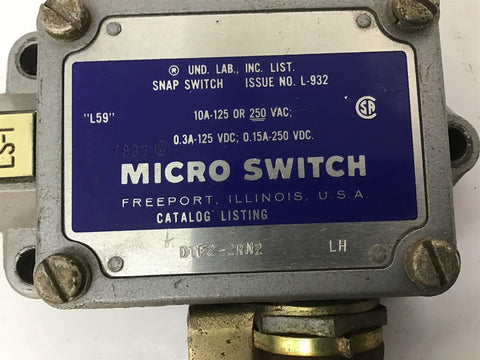 ® UND. LAB., INC. LIST.
SNAP SWITCH ISSUE NO. L-932
"L59" 10A-125 OR 250 VAC;
0.3A-125 VDC; 0.15A-250 VDC.
MICRO SWITCH
FREEPORT, ILLINOIS, U.S.A.
CATALOG LISTING
DTF2-2RN2 LH
LS-1